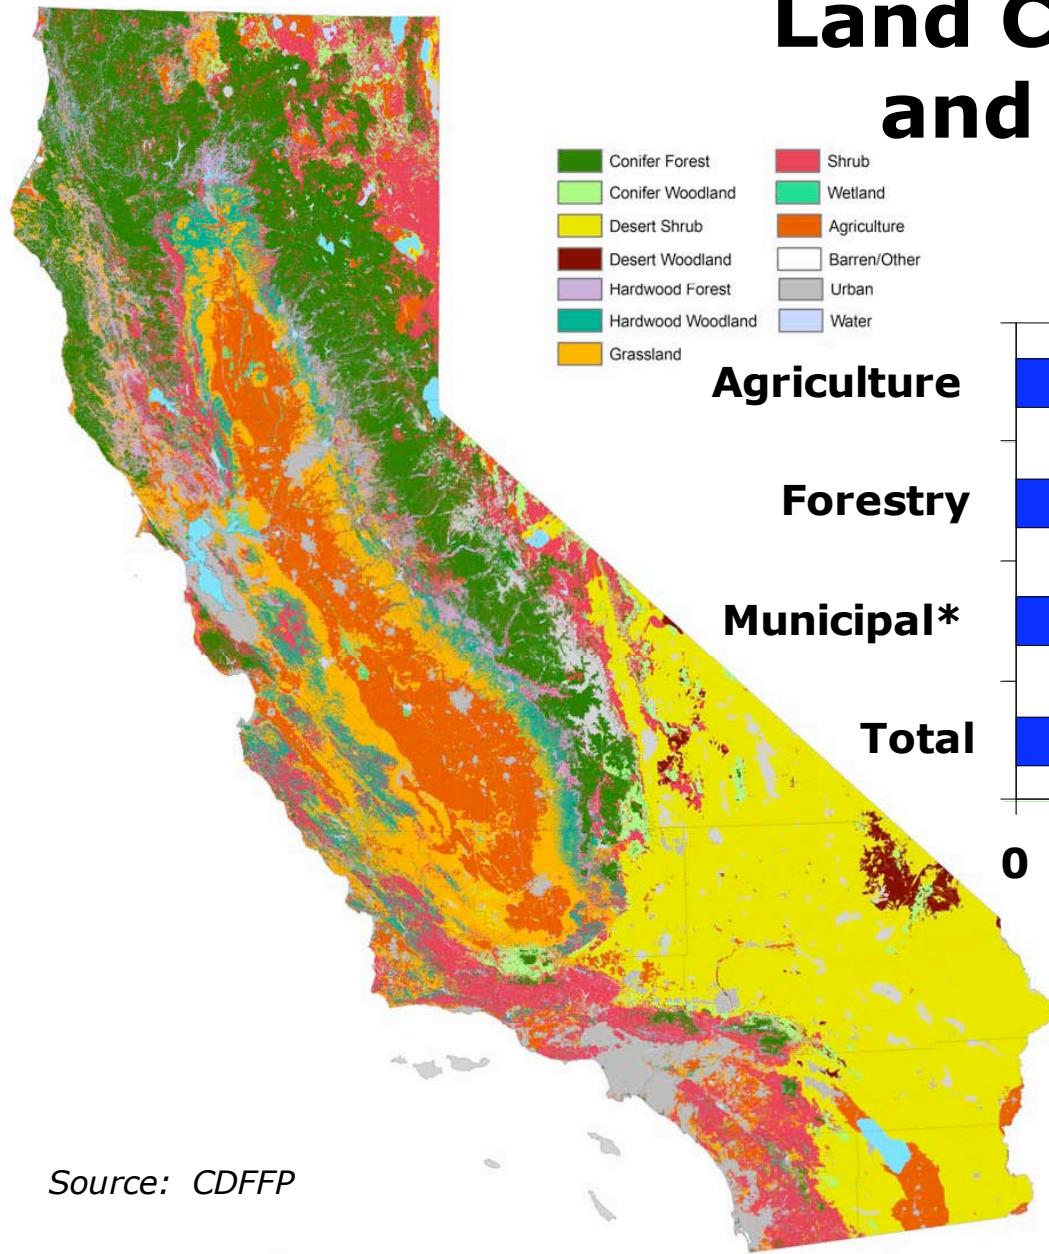 Land C
and
Conifer Forest
Conifer Woodland
Desert Shrub
Desert Woodland
Hardwood Forest
Hardwood Woodland
Grassland
Shrub
Wetland
Agriculture
Barren/Other
Urban
Water
Agriculture
Forestry
Municipal*
Total
0
Source: CDFFP